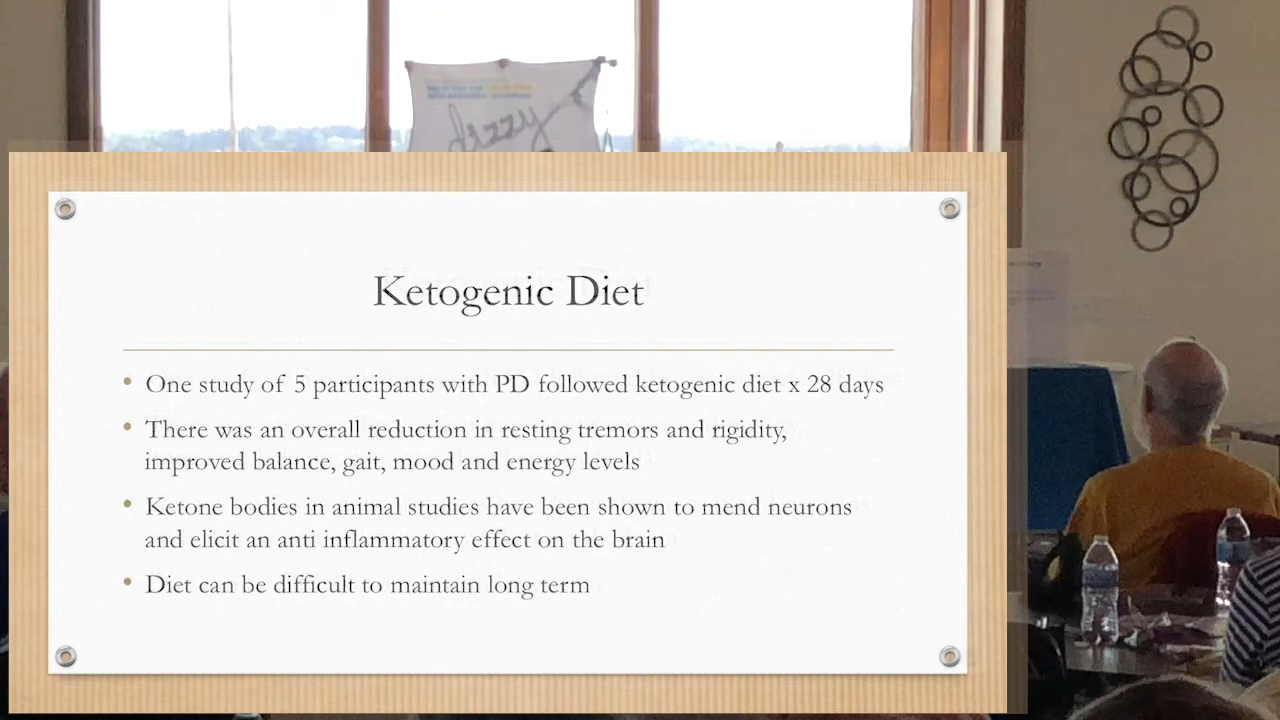 dizzy
Ketogenic Diet
One study of 5 participants with PD followed ketogenic diet x 28 days
There was an overall reduction in resting tremors and rigidity,
improved balance, gait, mood and energy levels
Ketone bodies in animal studies have been shown to mend neurons
and elicit an anti inflammatory effect on the brain
Diet can be difficult to maintain long term